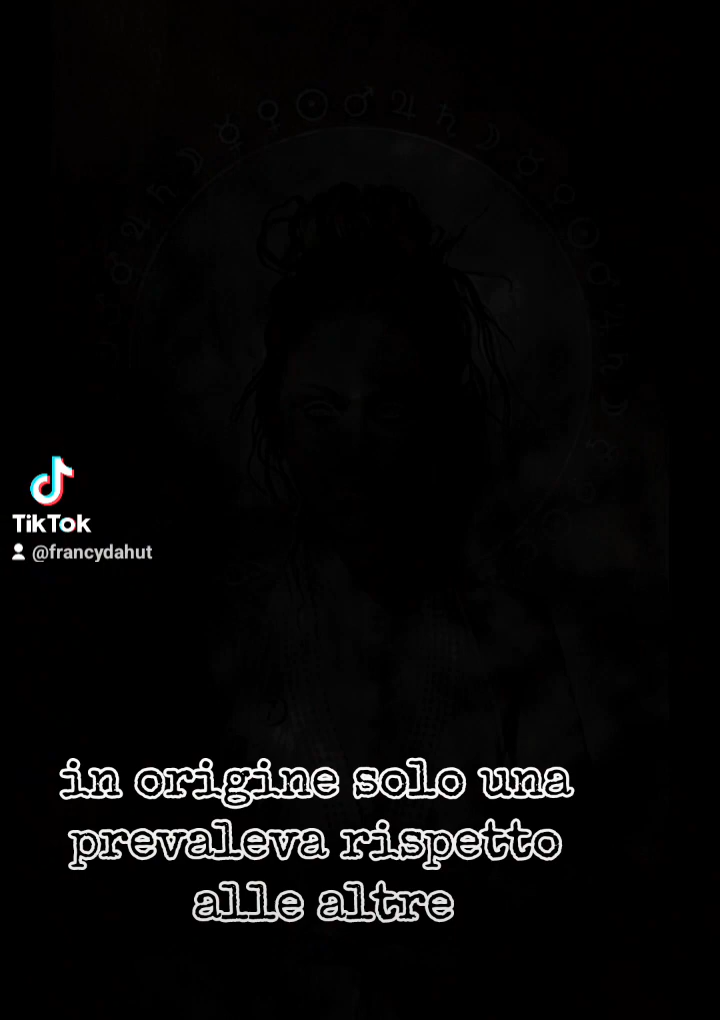 TikTok
@francydahut
in origine solo una
prevaleva rispetto
alle altre